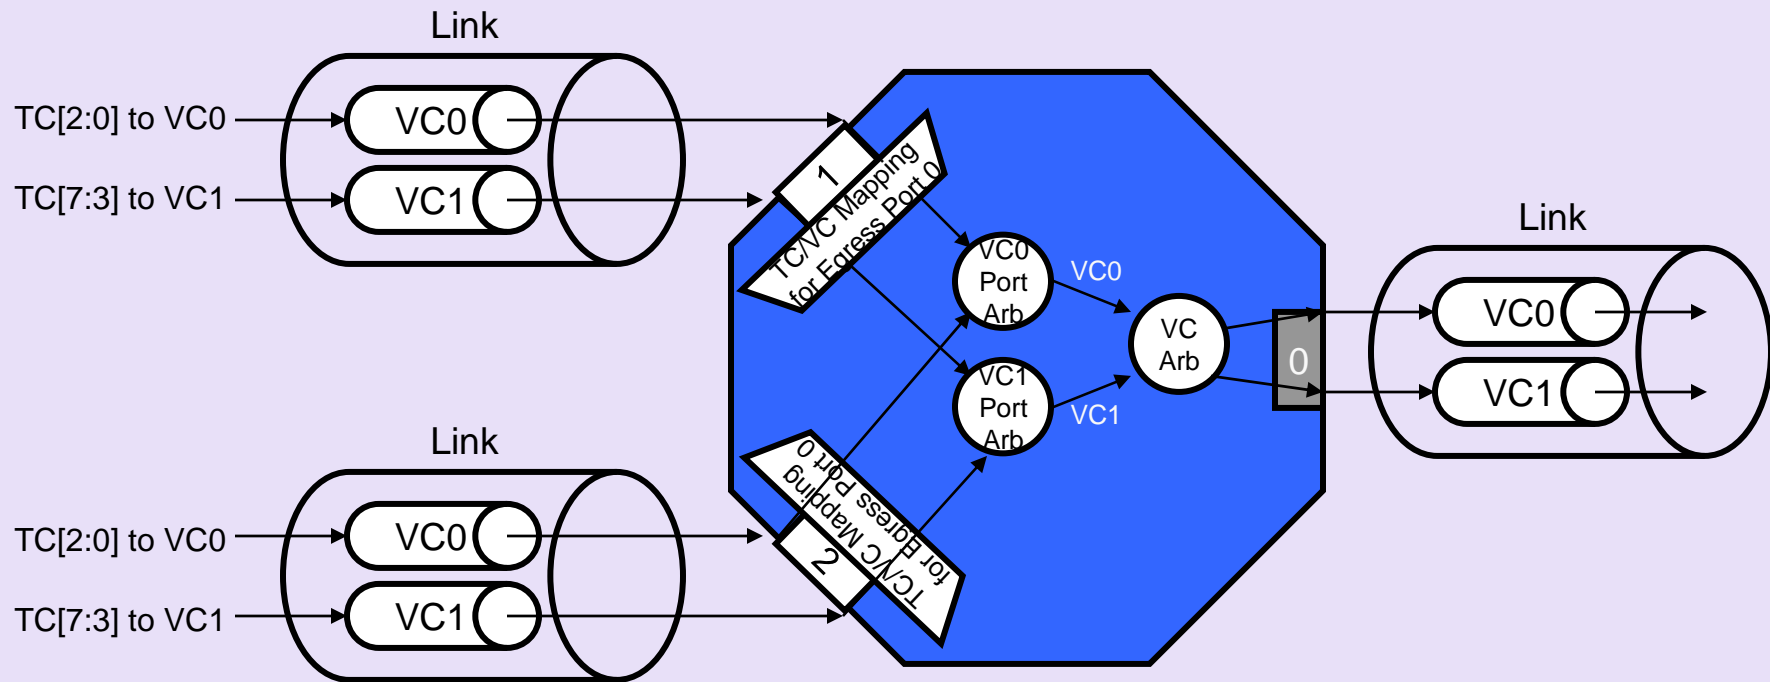 Link
TC[2:0] to VC0
VC0
TC[7:3] to VC1
VC1
1
TC/VC Mapping
for Egress Port 0
VC0
Port
Arb
VC0
VC1
Port
Arb
VC1
VC
Arb
0
Link
VC0
VC1
Link
TC[2:0] to VC0
VC0
TC[7:3] to VC1
VC1
2
TC/VC Mapping
for Egress Port 0